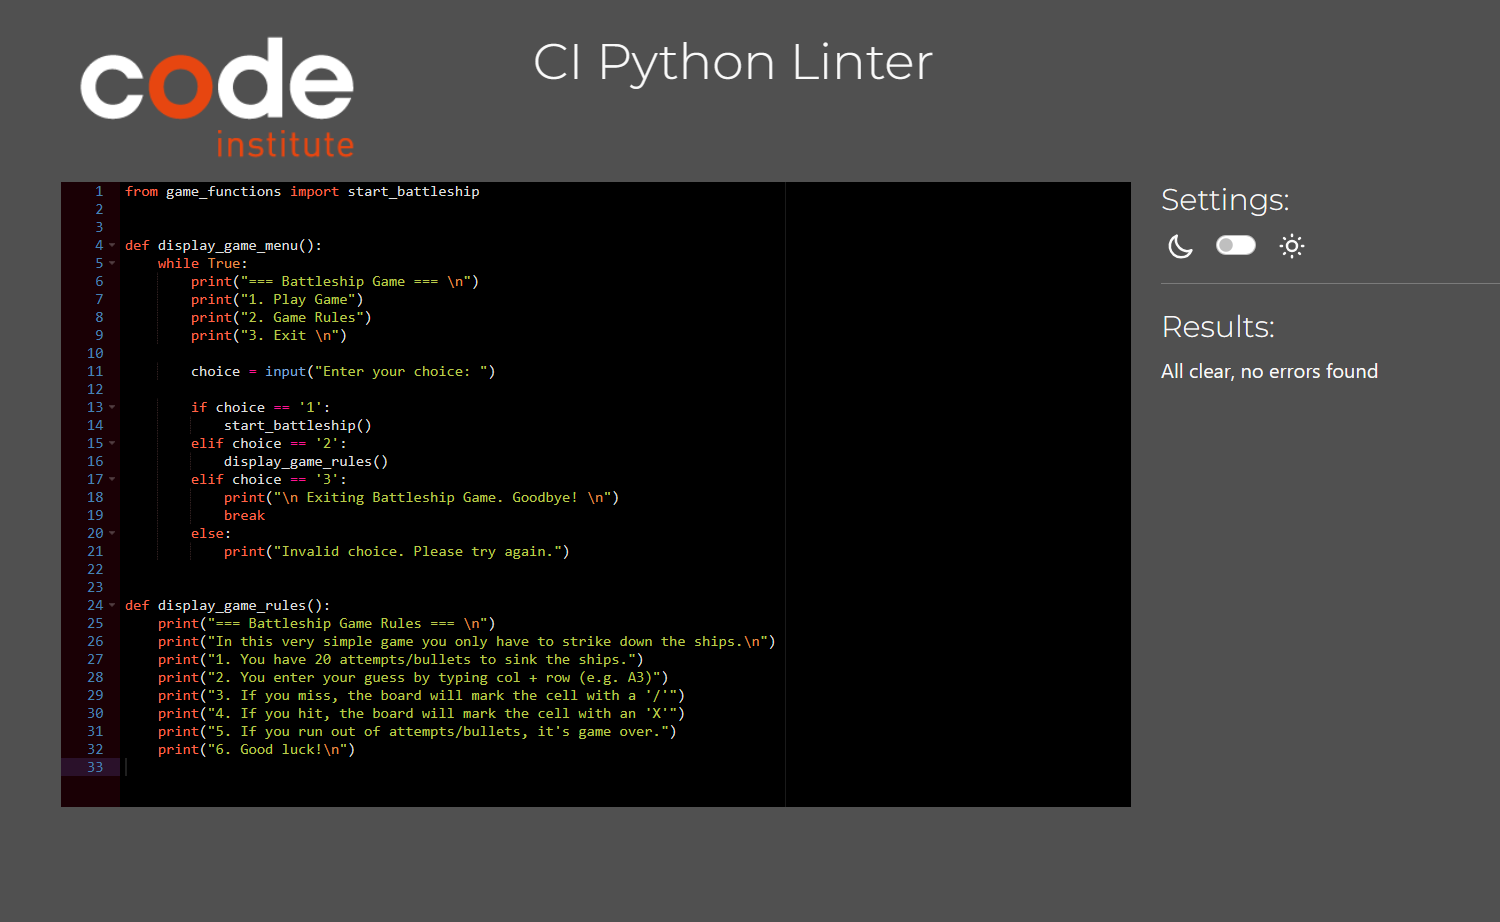 code
institute
CI Python Linter
1 from game_functions import start_battleship
2
3
4 def display_game_menu():
5     while True:
6         print("=== Battleship Game === \n")
7         print("1. Play Game")
8         print("2. Game Rules")
9         print("3. Exit \n")
10
11         choice = input("Enter your choice: ")
12
13         if choice == '1':
14             start_battleship()
15         elif choice == '2':
16             display_game_rules()
17         elif choice == '3':
18             print("\n Exiting Battleship Game. Goodbye! \n")
19             break
20         else:
21             print("Invalid choice. Please try again.")
22
23
24 def display_game_rules():
25     print("=== Battleship Game Rules === \n")
26     print("In this very simple game you only have to strike down the ships.\n")
27     print("1. You have 20 attempts/bullets to sink the ships.")
28     print("2. You enter your guess by typing col + row (e.g. A3)")
29     print("3. If you miss, the board will mark the cell with a '/'")
30     print("4. If you hit, the board will mark the cell with an 'X'")
31     print("5. If you run out of attempts/bullets, it's game over.")
32     print("6. Good luck!\n")
33
Settings:
Results:
All clear, no errors found